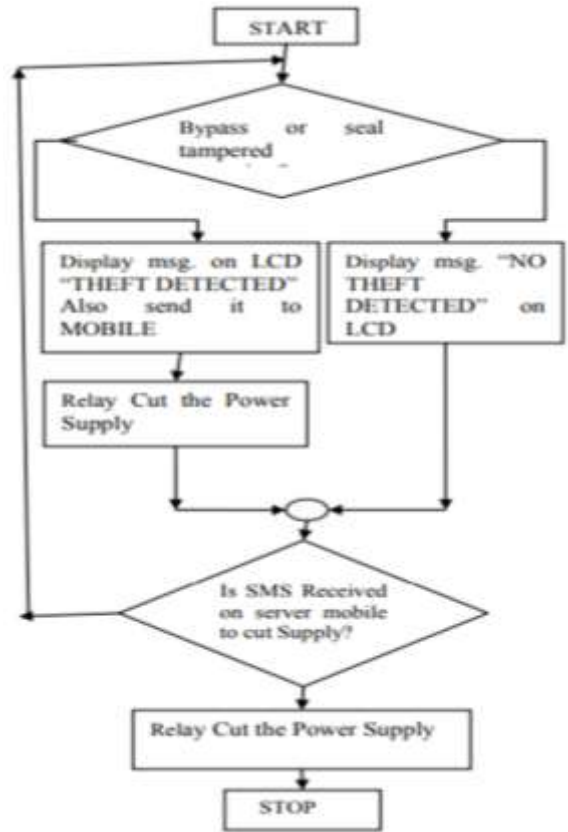 START
Bypass or seal
tampered
Display msg. on LCD
“THEFT DETECTED”
Also send it to
MOBILE
Display msg. “NO
THEFT
DETECTED” on
LCD
Relay Cut the Power
Supply
Is SMS Received
on server mobile
to cut Supply?
Relay Cut the Power Supply
STOP